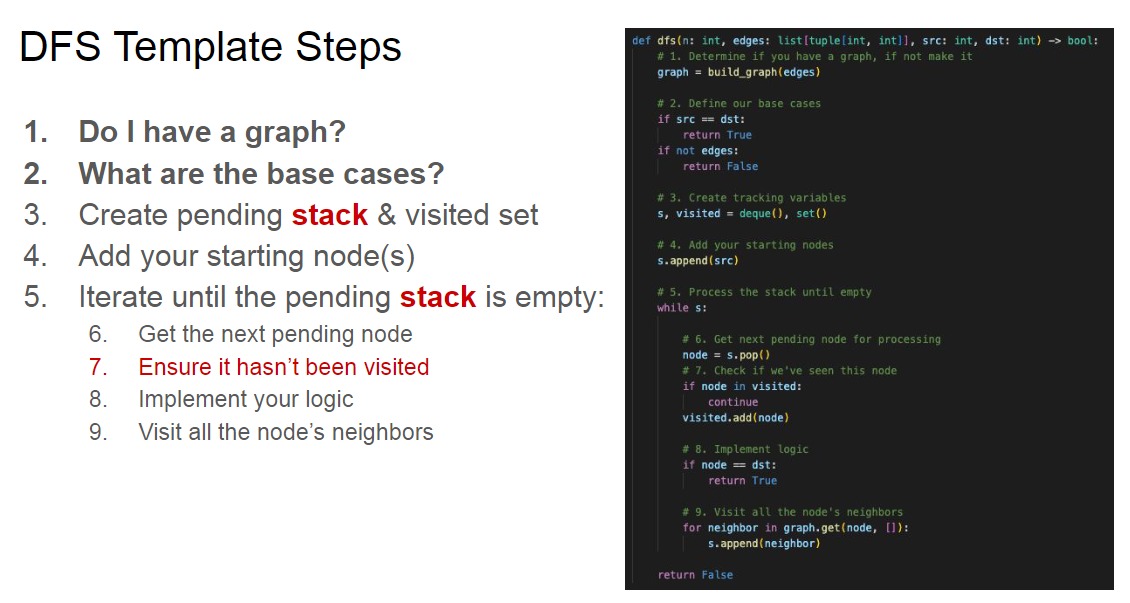 DFS Template Steps
1. Do I have a graph?
2. What are the base cases?
3. Create pending stack & visited set
4. Add your starting node(s)
5. Iterate until the pending stack is empty:
6. Get the next pending node
7. Ensure it hasn't been visited
8. Implement your logic
9. Visit all the node's neighbors
def dfs(n: int, edges: list[tuple[int, int]], src: int, dst: int) -> bool:
# 1. Determine if you have a graph, if not make it
graph = build_graph(edges)
# 2. Define our base cases
if src == dst:
return True
if not edges:
return False
# 3. Create tracking variables
s, visited = deque(), set()
# 4. Add your starting nodes
s.append(src)
# 5. Process the stack until empty
while s:
# 6. Get next pending node for processing
node = s.pop()
# 7. Check if we've seen this node
if node in visited:
continue
visited.add(node)
# 8. Implement logic
if node == dst:
return True
# 9. Visit all the node's neighbors
for neighbor in graph.get(node, []):
s.append(neighbor)
return False